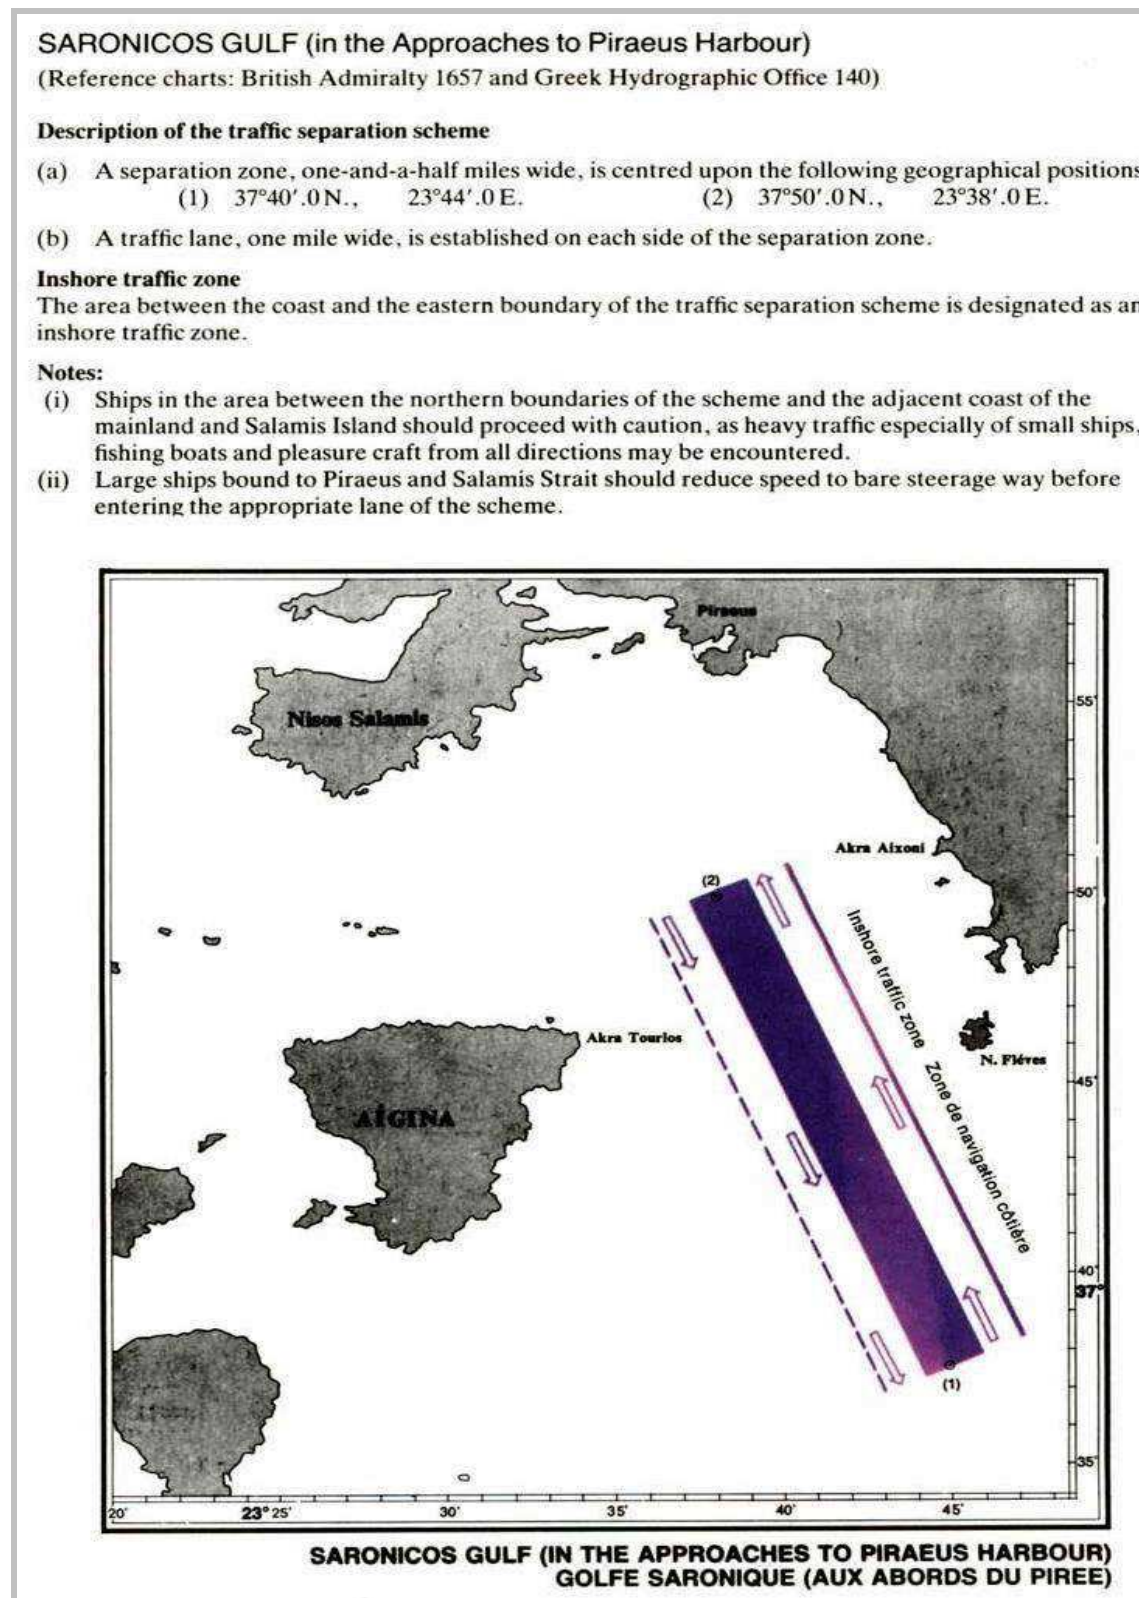 SARONICOS GULF (in the Approaches to Piraeus Harbour)
(Reference charts: British Admiralty 1657 and Greek Hydrographic Office 140)
Description of the traffic separation scheme
(a) A separation zone, one-and-a-half miles wide, is centred upon the following geographical positions
(1) 37°40′.0 N., 23°44′.0 E. (2) 37°50′.0 N., 23°38′.0 E.
(b) A traffic lane, one mile wide, is established on each side of the separation zone.
Inshore traffic zone
The area between the coast and the eastern boundary of the traffic separation scheme is designated as an
inshore traffic zone.
Notes:
(i) Ships in the area between the northern boundaries of the scheme and the adjacent coast of the
mainland and Salamis Island should proceed with caution, as heavy traffic especially of small ships,
fishing boats and pleasure craft from all directions may be encountered.
(ii) Large ships bound to Piraeus and Salamis Strait should reduce speed to bare steerage way before
entering the appropriate lane of the scheme.
Piraeus
55'
Nisos Salamis
Akra Aixoni
(2)
50'
Inshore traffic zone
Akra Tourlos
N. Fléves
45'
Zone de navigation côtière
AÍGINA
40'
37°
(1)
35'
20' 23° 25' 30' 35' 40' 45'
SARONICOS GULF (IN THE APPROACHES TO PIRAEUS HARBOUR)
GOLFE SARONIQUE (AUX ABORDS DU PIREE)